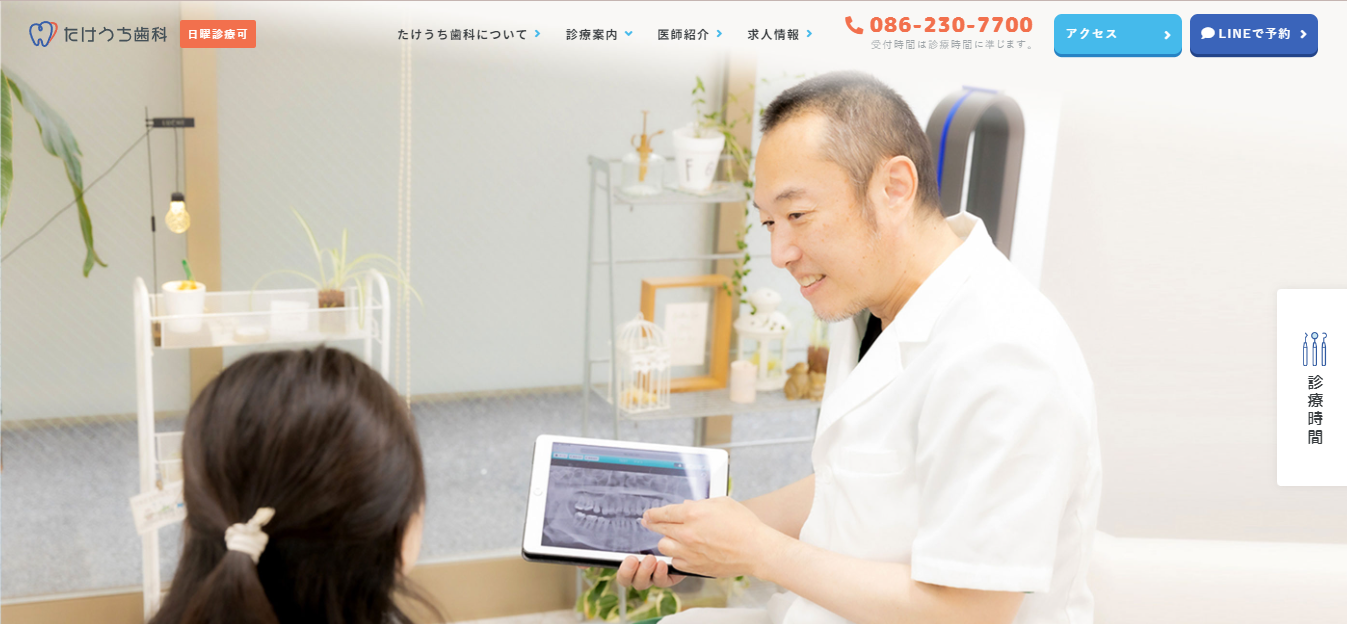 たけうち歯科
日曜診療可
たけうち歯科について
診療案内
医師紹介
求人情報
086-230-7700
受付時間は診療時間に準じます。
アクセス
LINEで予約
診療時間